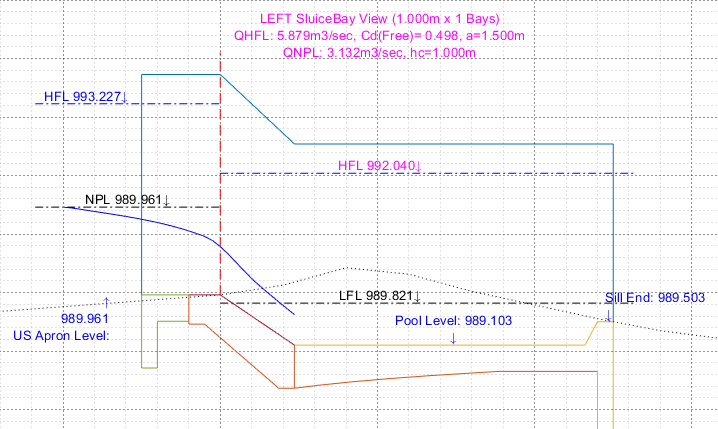 LEFT SluiceBay View (1.000m x 1 Bays)
QHFL: 5.879m3/sec, Cd(Free)= 0.498, a=1.500m
QNPL: 3.132m3/sec, hc=1.000m
HFL 993.227↓
HFL 992.040↓
NPL 989.961↓
LFL 989.821↓
Sill End: 989.503
↓
↑
989.961
US Apron Level:
Pool Level: 989.103
↓